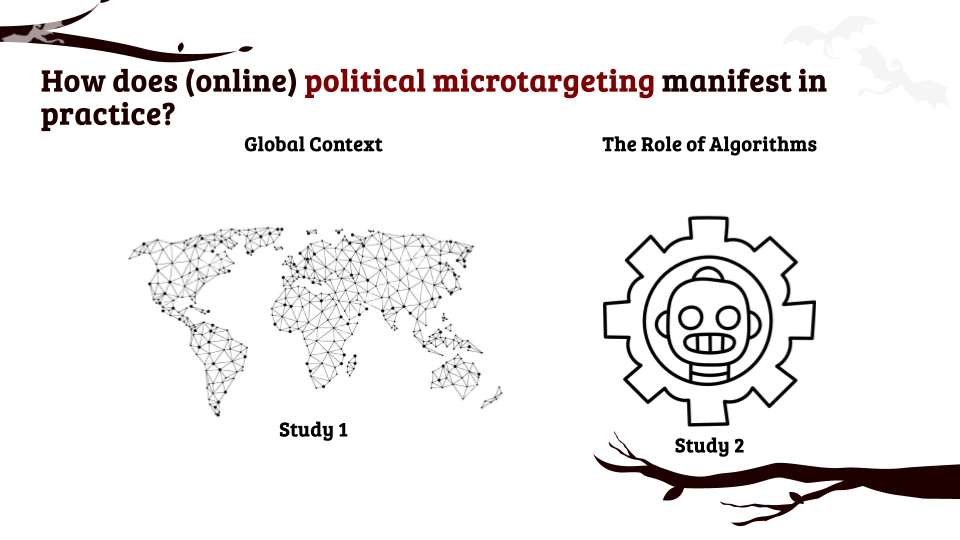 How does (online) political microtargeting manifest in
practice?
Global Context
The Role of Algorithms
Study 1
Study 2